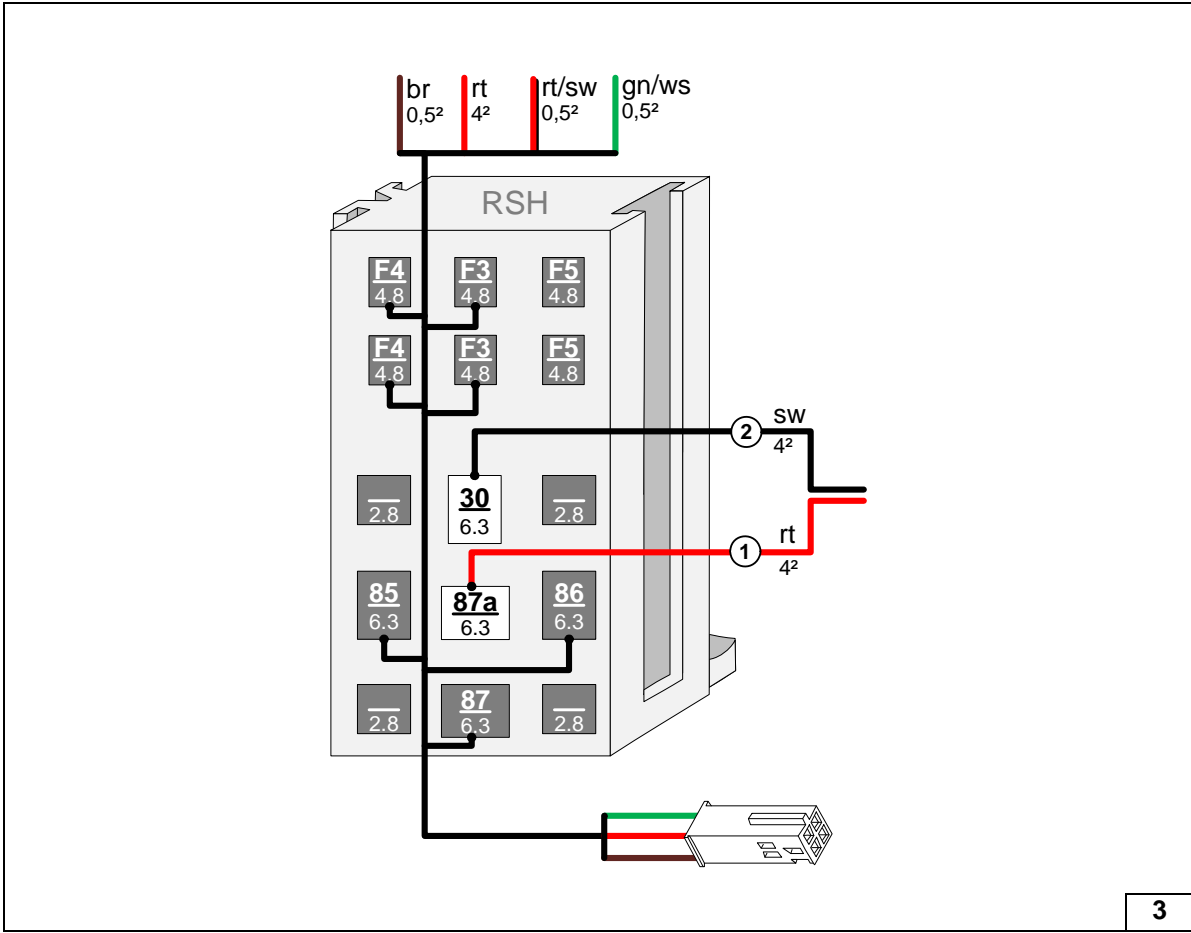 br rt rt/sw gn/ws
0,5² 4² 0,5² 0,5²
RSH
F4 F3 F5
4.8 4.8 4.8
F4 F3 F5
4.8 4.8 4.8
2 sw
4²
30
2.8 6.3 2.8
1 rt
4²
85 87a 86
6.3 6.3 6.3
87
2.8 6.3 2.8
3